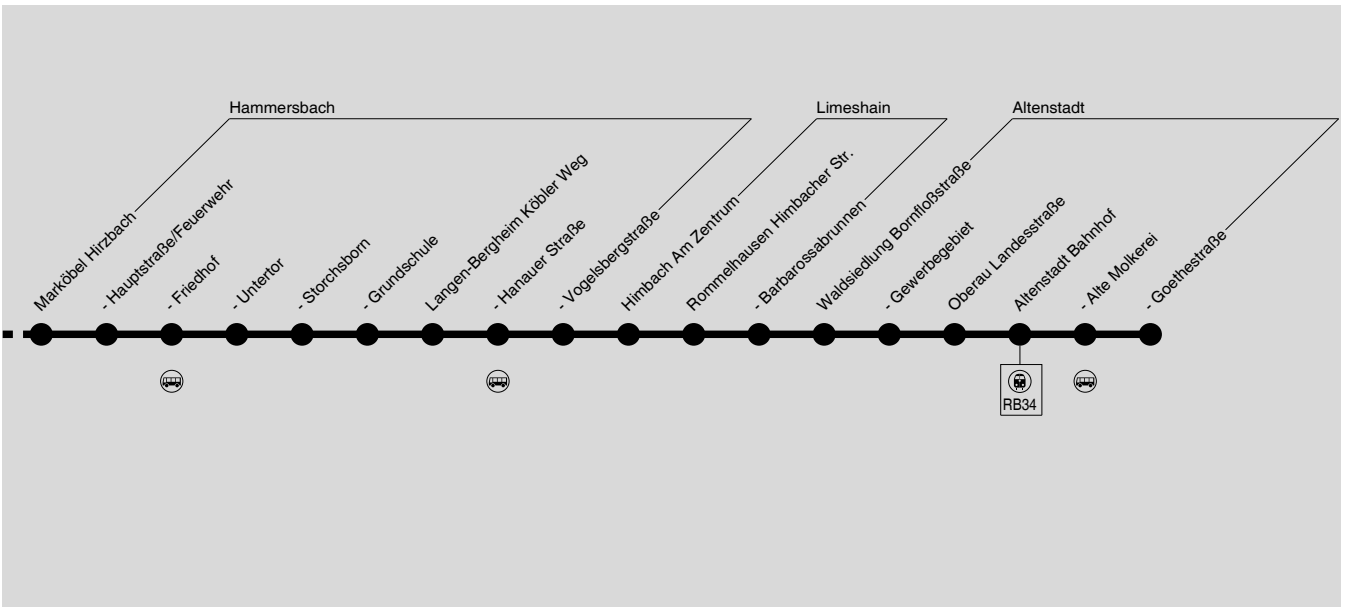 Hammersbach
Limeshain
Altenstadt
Marköbel Hirzbach
- Hauptstraße/Feuerwehr
- Friedhof
- Untertor
- Storchsborn
- Grundschule
Langen-Bergheim Köbler Weg
- Hanauer Straße
- Vogelsbergstraße
Himbach Am Zentrum
Rommelhausen Himbacher Str.
- Barbarossabrunnen
Waldsiedlung Bornfloßstraße
- Gewerbegebiet
Oberau Landesstraße
Altenstadt Bahnhof
- Alte Molkerei
- Goethestraße
RB34